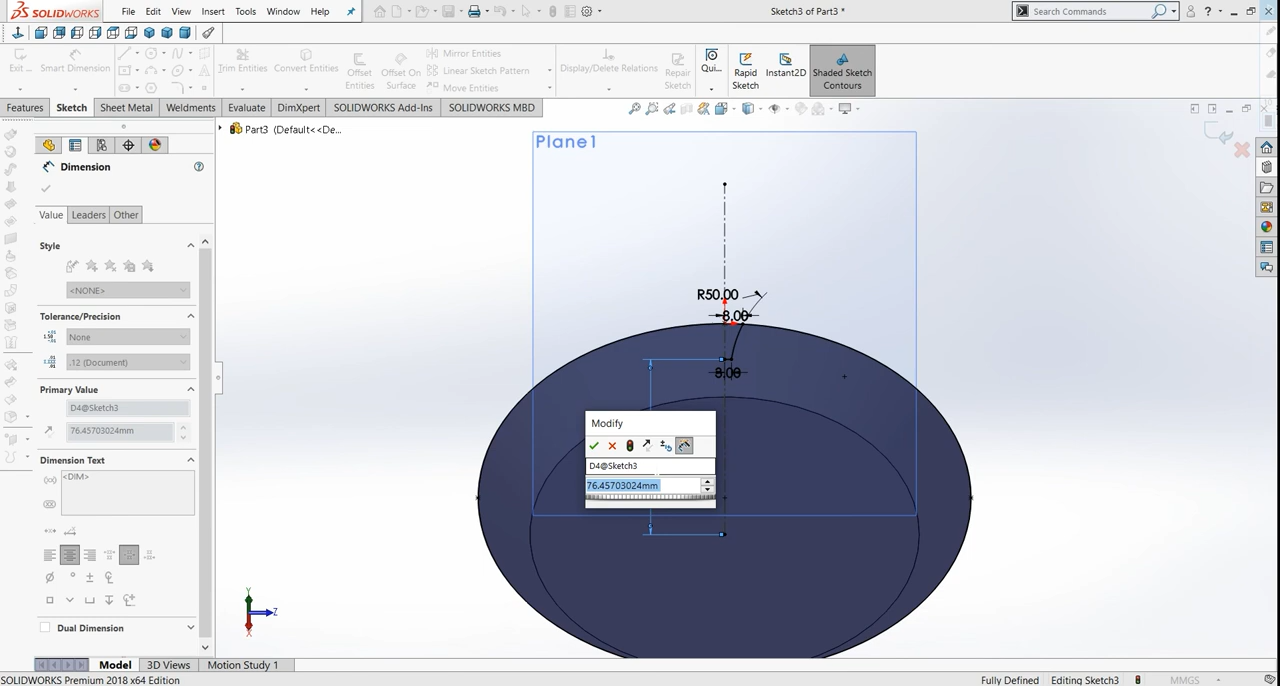 SOLIDWORKS
File
Edit
View
Insert
Tools
Window
Help
Sketch3 of Part3 *
Search Commands
Exit ...
Smart Dimension
Trim Entities
Convert Entities
Offset Entities
Offset On Surface
Mirror Entities
Linear Sketch Pattern
Move Entities
Display/Delete Relations
Repair Sketch
Qui...
Rapid Sketch
Instant2D
Shaded Sketch Contours
Features
Sketch
Sheet Metal
Weldments
Evaluate
DimXpert
SOLIDWORKS Add-Ins
SOLIDWORKS MBD
Part3 (Default<<De...
Dimension
Value
Leaders
Other
Style
<NONE>
Tolerance/Precision
None
.12 (Document)
Primary Value
D4@Sketch3
76.45703024mm
Dimension Text
<DIM>
Dual Dimension
Plane1
R50.00
8.00
Modify
D4@Sketch3
76.45703024mm
Y
Z
X
Model
3D Views
Motion Study 1
SOLIDWORKS Premium 2018 x64 Edition
Fully Defined
Editing Sketch3
MMGS